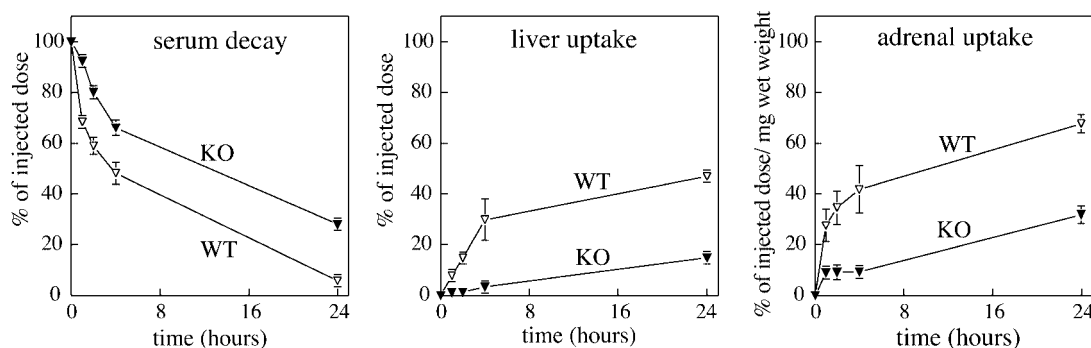 serum decay
% of injected dose
100
80
60
40
20
0
KO
WT
0
8
16
24
time (hours)
liver uptake
% of injected dose
100
80
60
40
20
0
WT
KO
0
8
16
24
time (hours)
adrenal uptake
% of injected dose/ mg wet weight
100
80
60
40
20
0
WT
KO
0
8
16
24
time (hours)